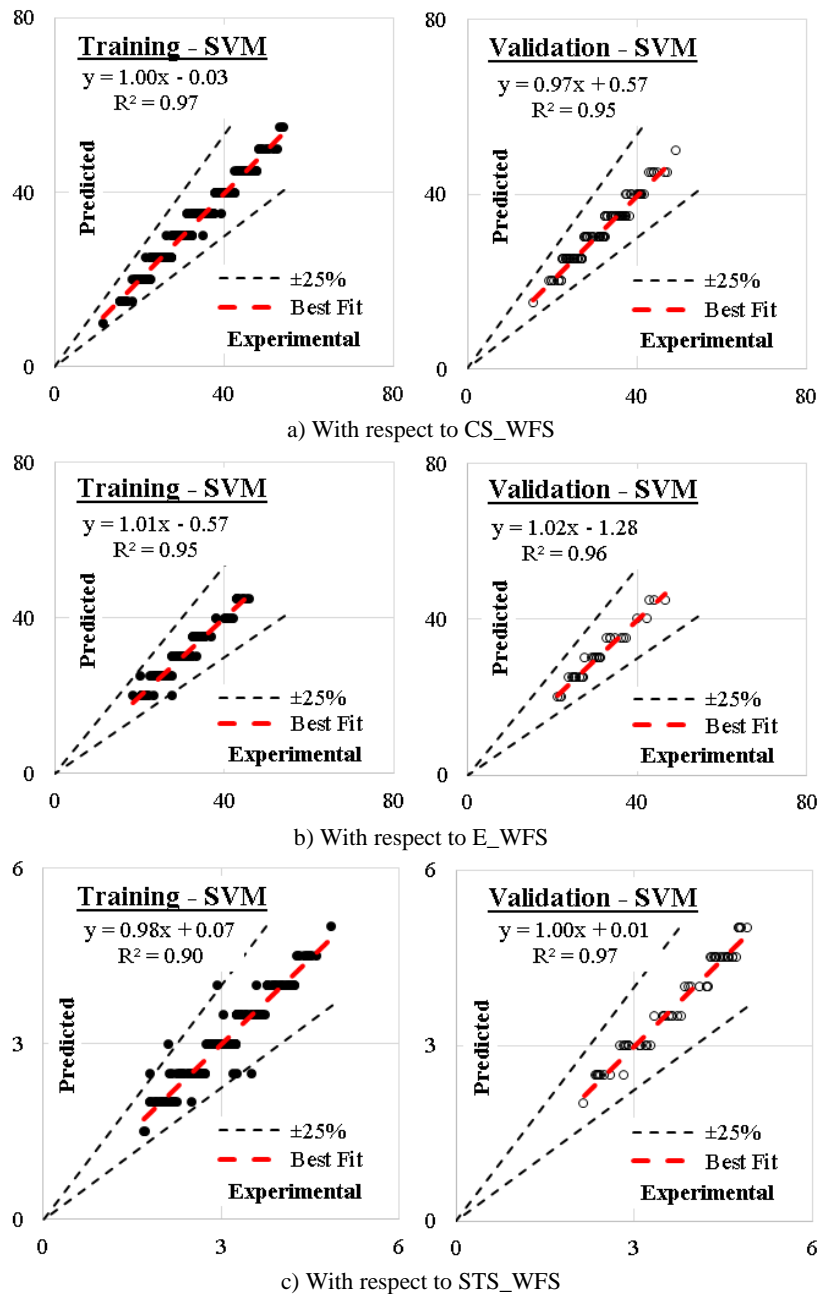 80
Training - SVM
y = 1.00x - 0.03
R² = 0.97
Predicted
40
±25%
Best Fit
Experimental
0
0
40
80
80
Validation - SVM
y = 0.97x + 0.57
R² = 0.95
Predicted
40
±25%
Best Fit
Experimental
0
0
40
80
a) With respect to CS_WFS
80
Training - SVM
y = 1.01x - 0.57
R² = 0.95
Predicted
40
±25%
Best Fit
Experimental
0
0
40
80
80
Validation - SVM
y = 1.02x - 1.28
R² = 0.96
Predicted
40
±25%
Best Fit
Experimental
0
0
40
80
b) With respect to E_WFS
6
Training - SVM
y = 0.98x + 0.07
R² = 0.90
Predicted
3
±25%
Best Fit
Experimental
0
0
3
6
6
Validation - SVM
y = 1.00x + 0.01
R² = 0.97
Predicted
3
±25%
Best Fit
Experimental
0
0
3
6
c) With respect to STS_WFS